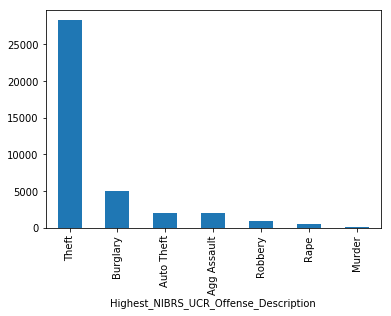 25000
20000
15000
10000
5000
0
Theft
Burglary
Auto Theft
Agg Assault
Robbery
Rape
Murder
Highest_NIBRS_UCR_Offense_Description